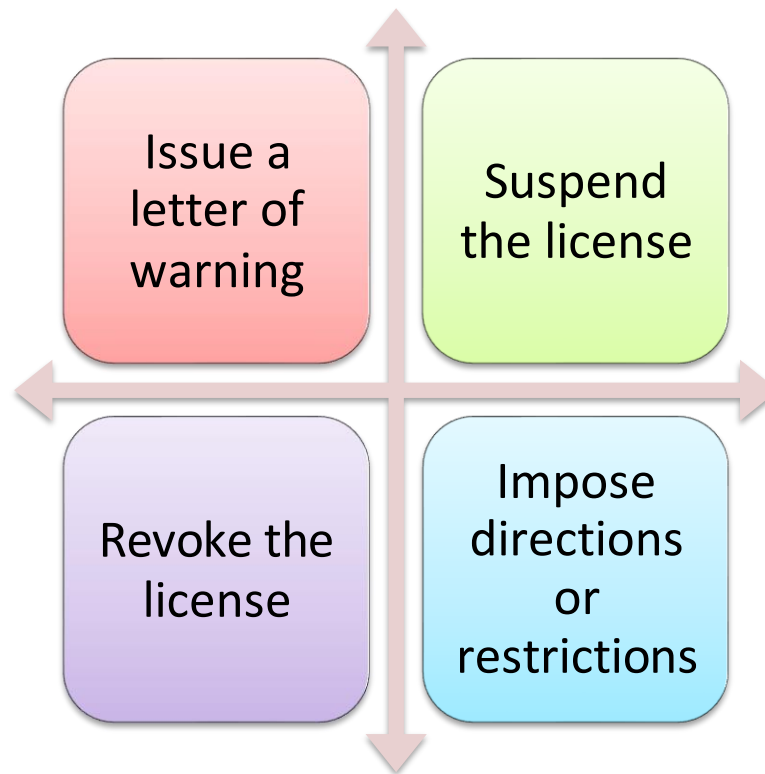 Issue a
letter of
warning
Suspend
the license
Revoke the
license
Impose
directions
or
restrictions